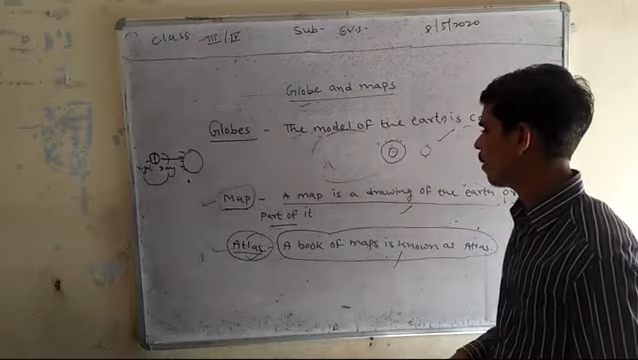 Class - III/IV Sub- EVS. 8/5/2020
Globe and maps
Globes - The model of the earth is
Map - A map is a drawing of the earth or
Part of it
Atlas - A book of maps is known as Atlas.